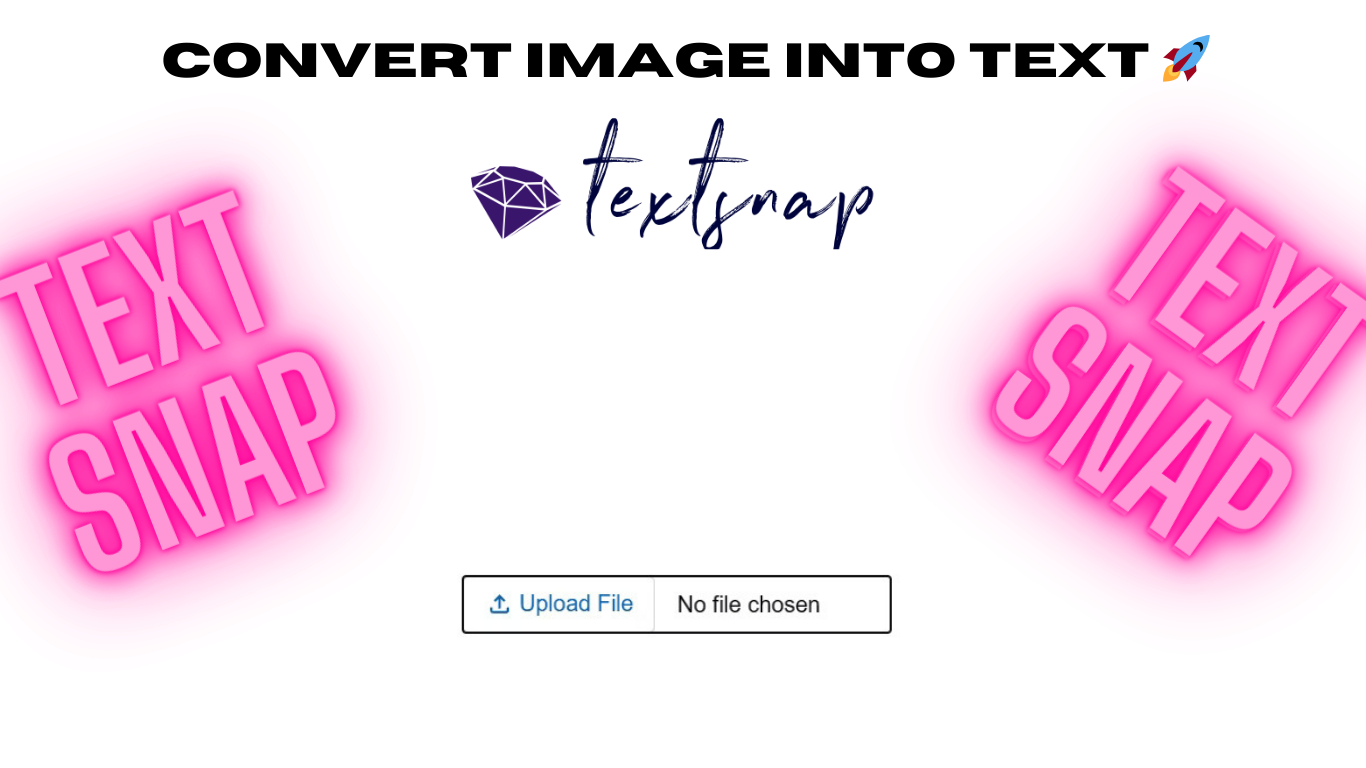 CONVERT IMAGE INTO TEXT 🚀
textsnap
TEXT
SNAP
TEXT
SNAP
Upload File No file chosen